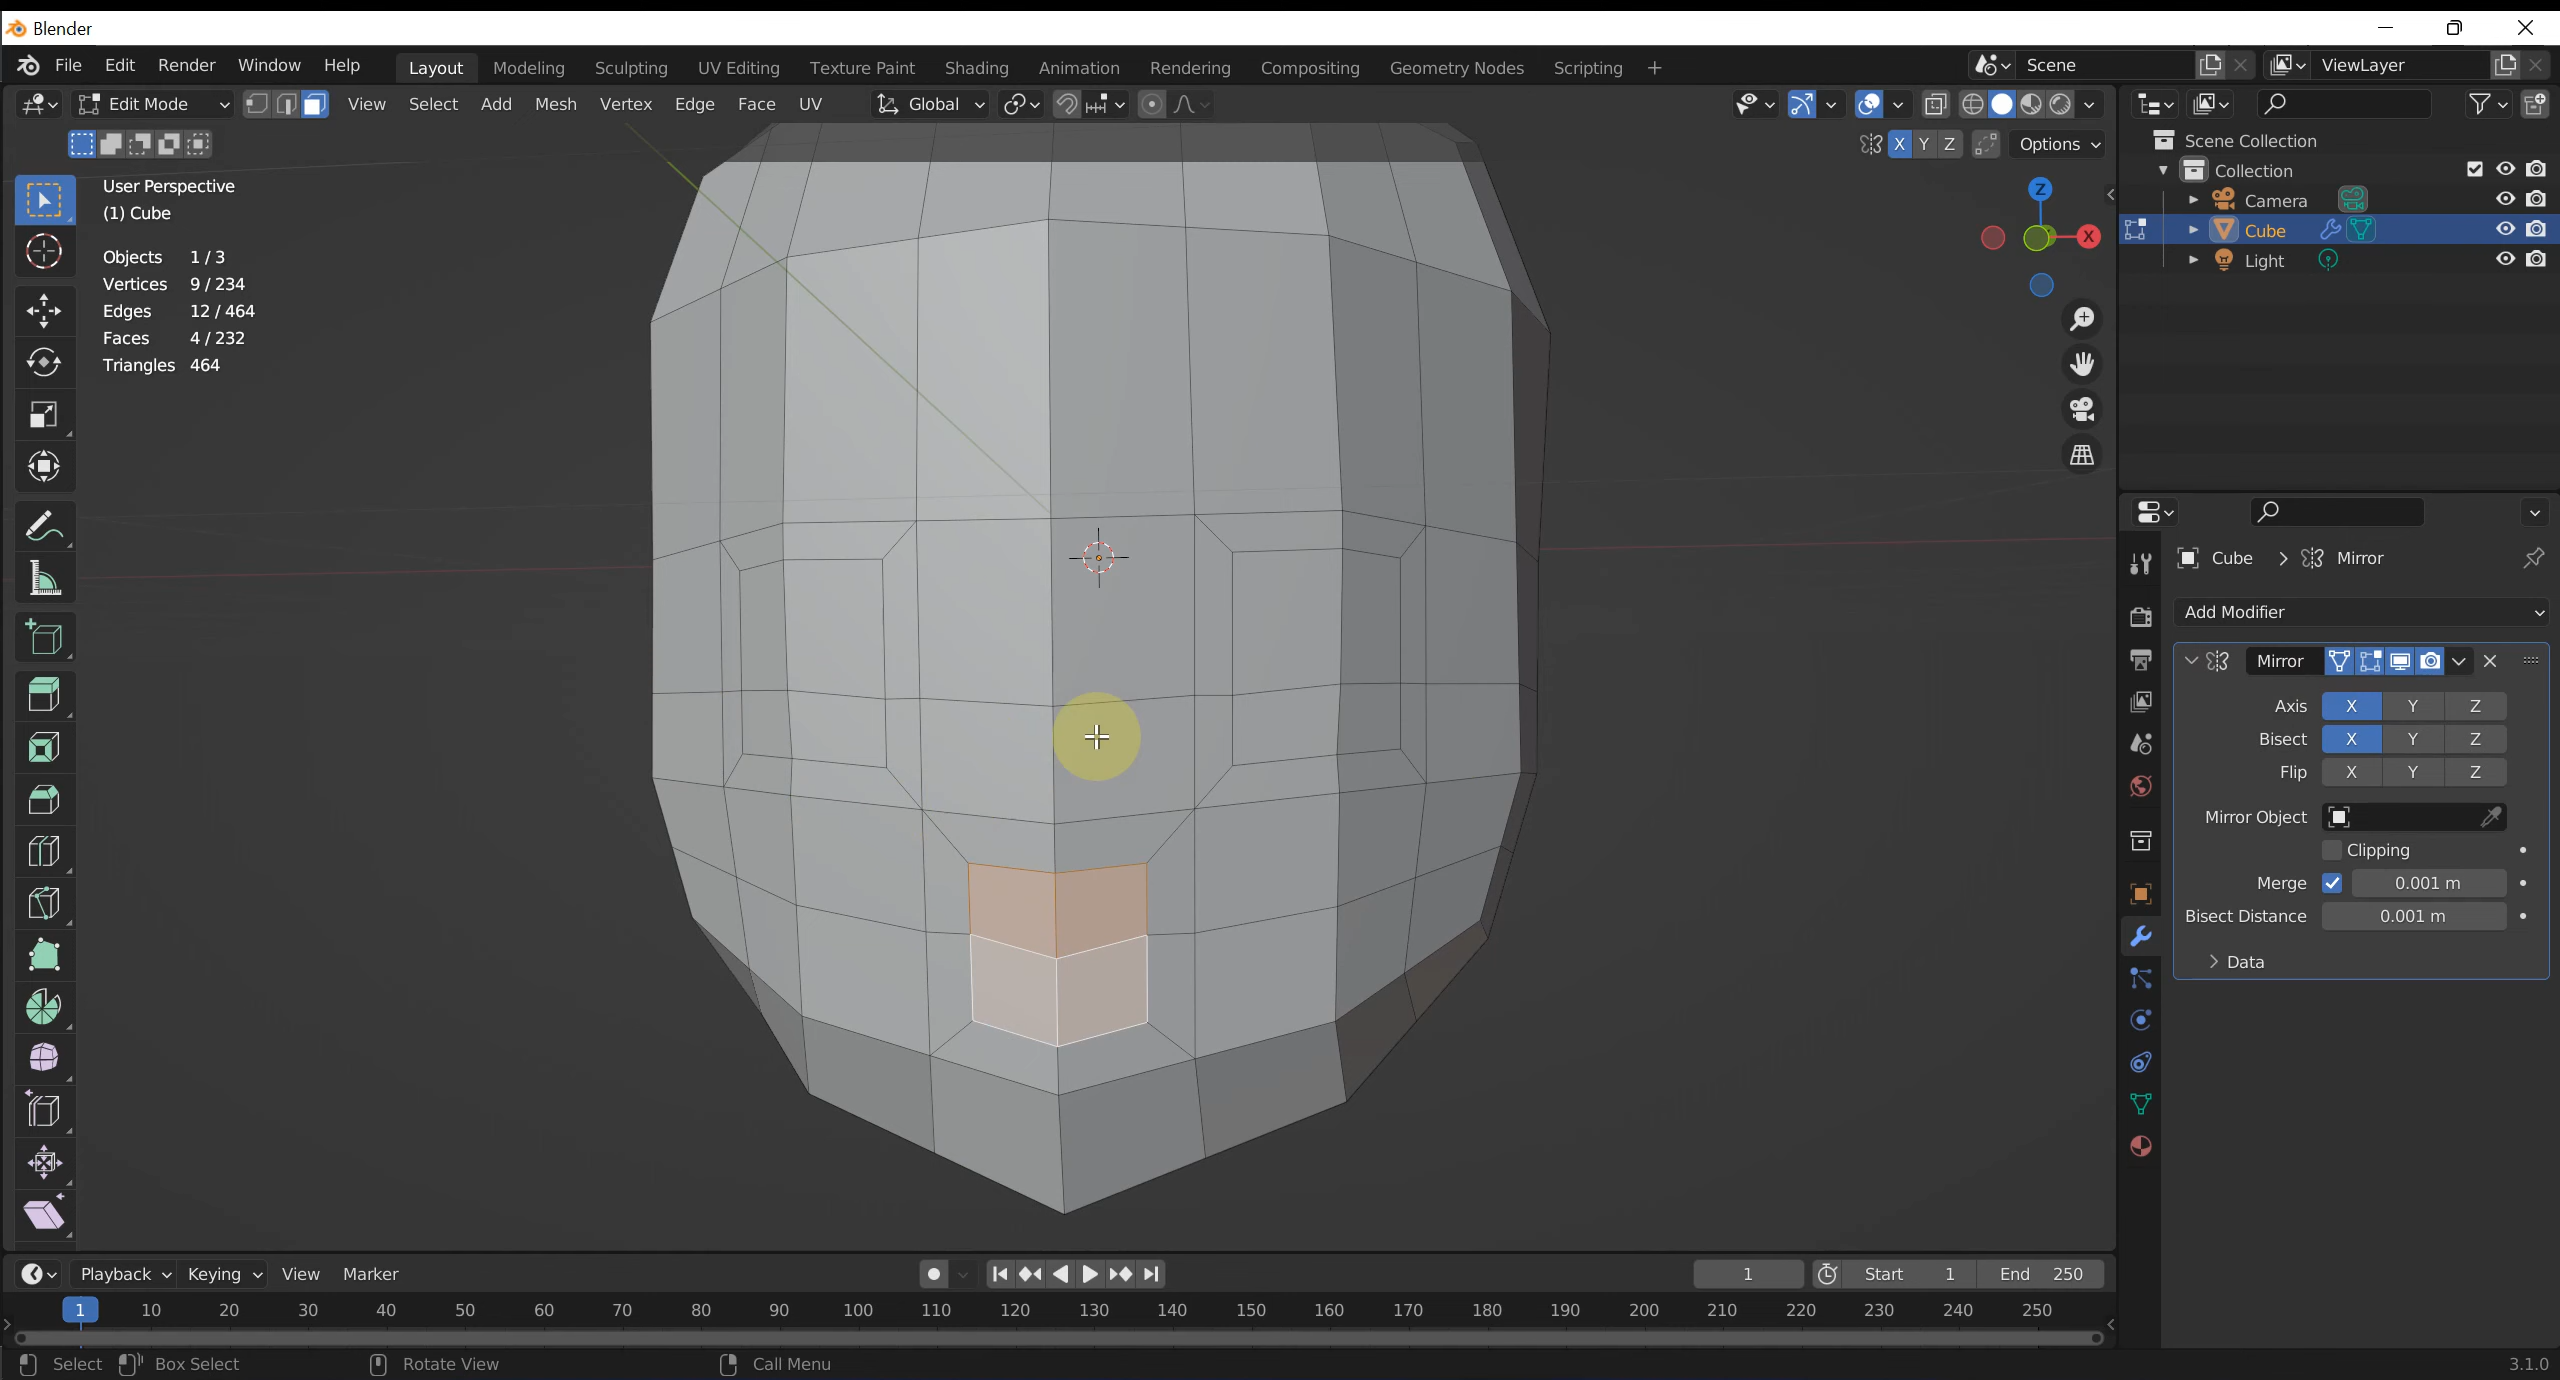 Blender
File Edit Render Window Help Layout Modeling Sculpting UV Editing Texture Paint Shading Animation Rendering Compositing Geometry Nodes Scripting + Scene ViewLayer
Edit Mode View Select Add Mesh Vertex Edge Face UV Global
X Y Z Options
User Perspective
(1) Cube
Objects 1/3
Vertices 9/234
Edges 12/464
Faces 4/232
Triangles 464
Z
X
Scene Collection
Collection
Camera
Cube
Light
Cube > Mirror
Add Modifier
Mirror
Axis X Y Z
Bisect X Y Z
Flip X Y Z
Mirror Object
Clipping
Merge 0.001 m
Bisect Distance 0.001 m
Data
Playback Keying View Marker 1 Start 1 End 250
1 10 20 30 40 50 60 70 80 90 100 110 120 130 140 150 160 170 180 190 200 210 220 230 240 250
Select Box Select Rotate View Call Menu 3.1.0